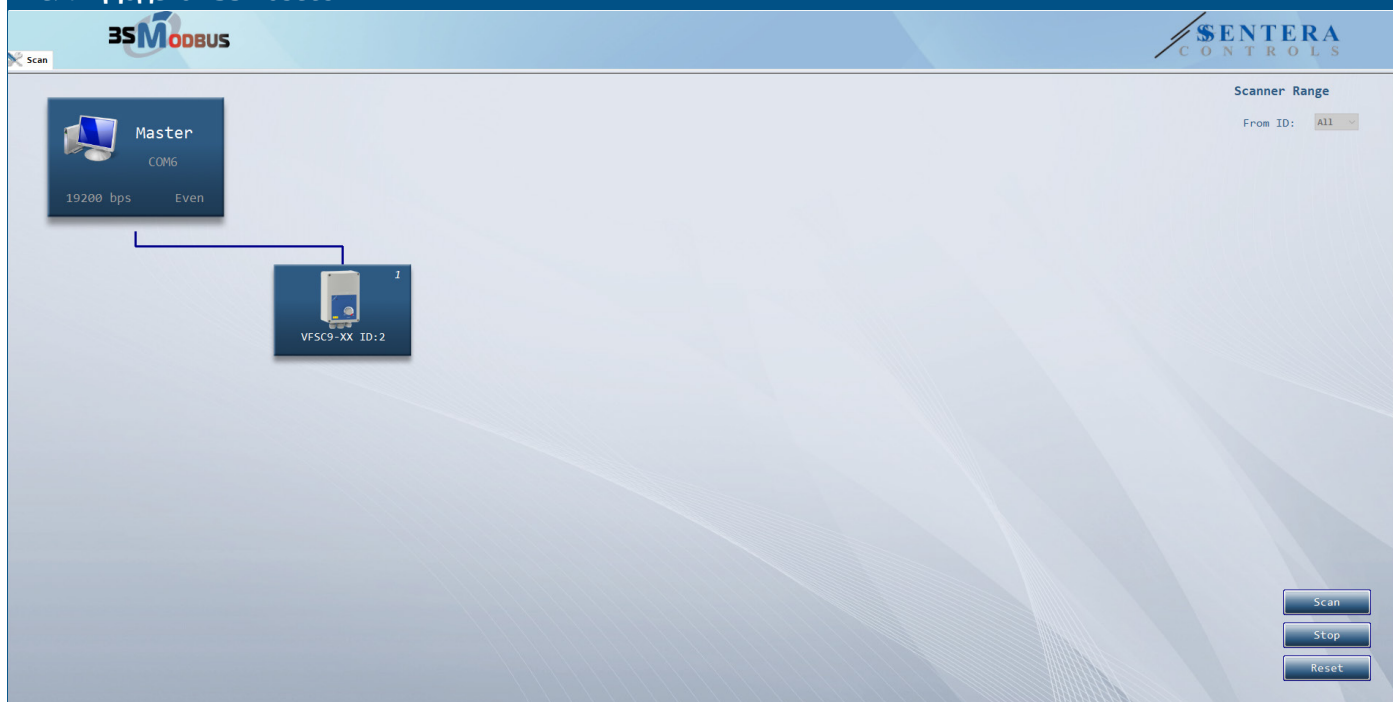 3SMODBUS
SENTERA
CONTROLS
Scan
Scanner Range
From ID: All
Master
COM6
19200 bps Even
1
VFSC9-XX ID:2
Scan
Stop
Reset